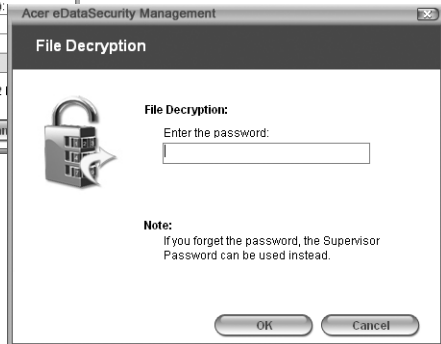 Acer eDataSecurity Management
File Decryption
File Decryption:
Enter the password:
Note:
If you forget the password, the Supervisor
Password can be used instead.
OK
Cancel